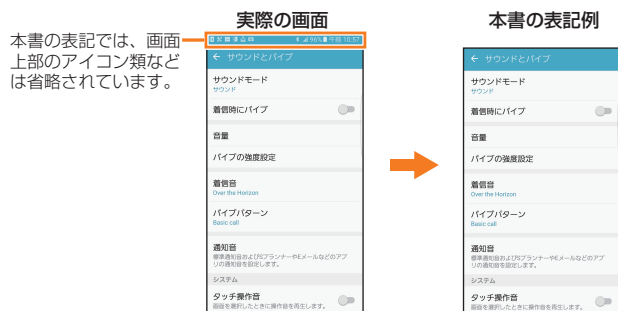 実際の画面
本書の表記例
本書の表記では、画面
上部のアイコン類など
は省略されています。
96% 午後 10:57
← サウンドとバイブ
サウンドモード
サウンド
着信時にバイブ
音量
バイブの強度設定
着信音
Over the Horizon
バイブパターン
Basic call
通知音
標準通知音およびSプランナーやEメールなどのアプ
リの通知音を設定します。
システム
タッチ操作音
画面を選択したときに操作音を再生します。
← サウンドとバイブ
サウンドモード
サウンド
着信時にバイブ
音量
バイブの強度設定
着信音
Over the Horizon
バイブパターン
Basic call
通知音
標準通知音およびSプランナーやEメールなどのアプ
リの通知音を設定します。
システム
タッチ操作音
画面を選択したときに操作音を再生します。